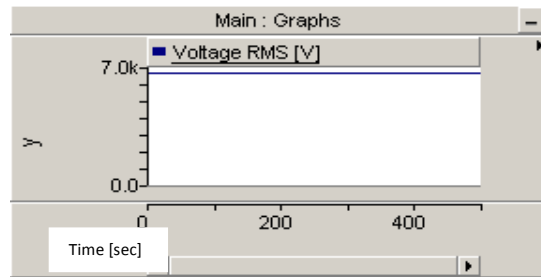 Main : Graphs
Voltage RMS [V]
7.0k
y
0.0
0 200 400
Time [sec]